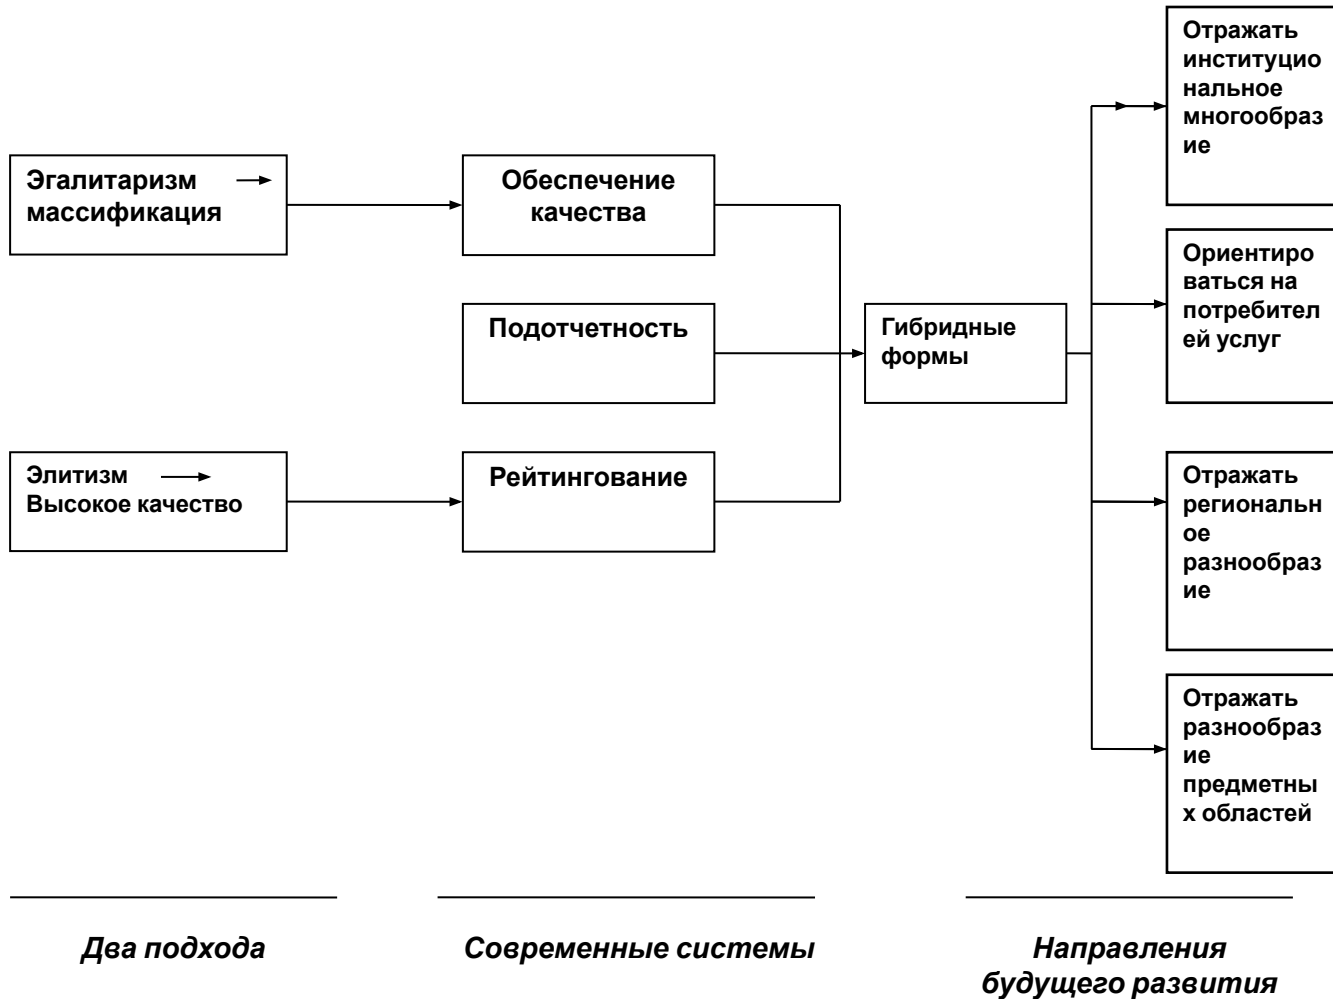 Эгалитаризм →
массификация
Элитизм →
Высокое качество
Обеспечение
качества
Подотчетность
Рейтингование
Гибридные
формы
Отражать
институцио
нальное
многообраз
ие
Ориентиро
ваться на
потребител
ей услуг
Отражать
региональн
ое
разнообраз
ие
Отражать
разнообраз
ие
предметны
х областей
Два подхода
Современные системы
Направления
будущего развития